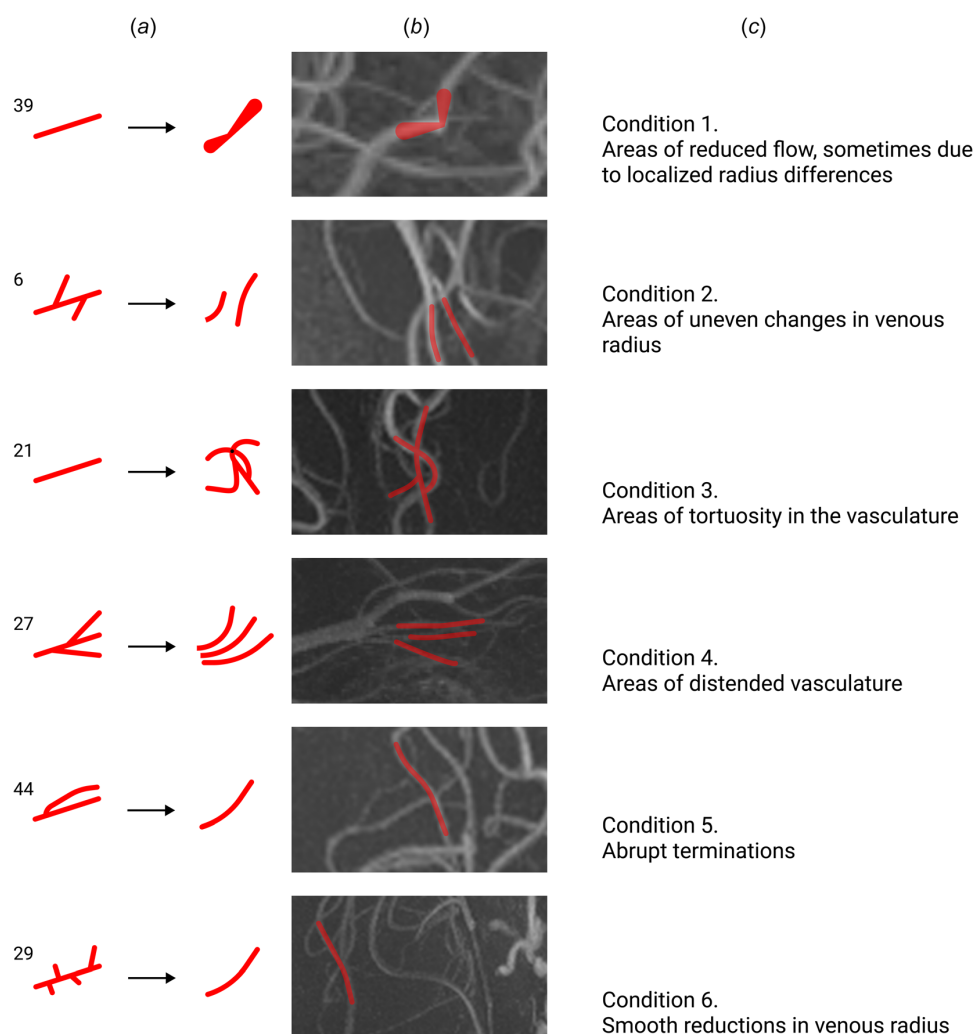 (a) (b) (c)
39
Condition 1.
Areas of reduced flow, sometimes due
to localized radius differences
6
Condition 2.
Areas of uneven changes in venous
radius
21
Condition 3.
Areas of tortuosity in the vasculature
27
Condition 4.
Areas of distended vasculature
44
Condition 5.
Abrupt terminations
29
Condition 6.
Smooth reductions in venous radius